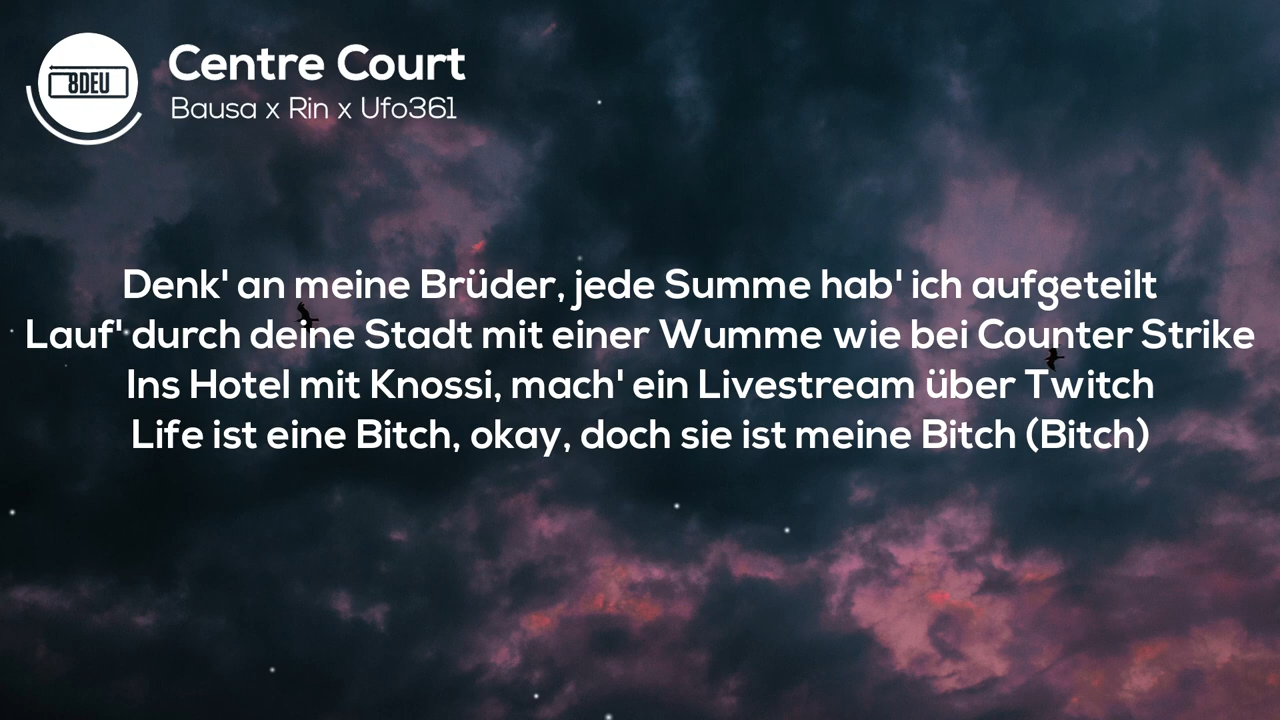 8DEU
Centre Court
Bausa x Rin x Ufo361
Denk' an meine Brüder, jede Summe hab' ich aufgeteilt
Lauf' durch deine Stadt mit einer Wumme wie bei Counter Strike
Ins Hotel mit Knossi, mach' ein Livestream über Twitch
Life ist eine Bitch, okay, doch sie ist meine Bitch (Bitch)